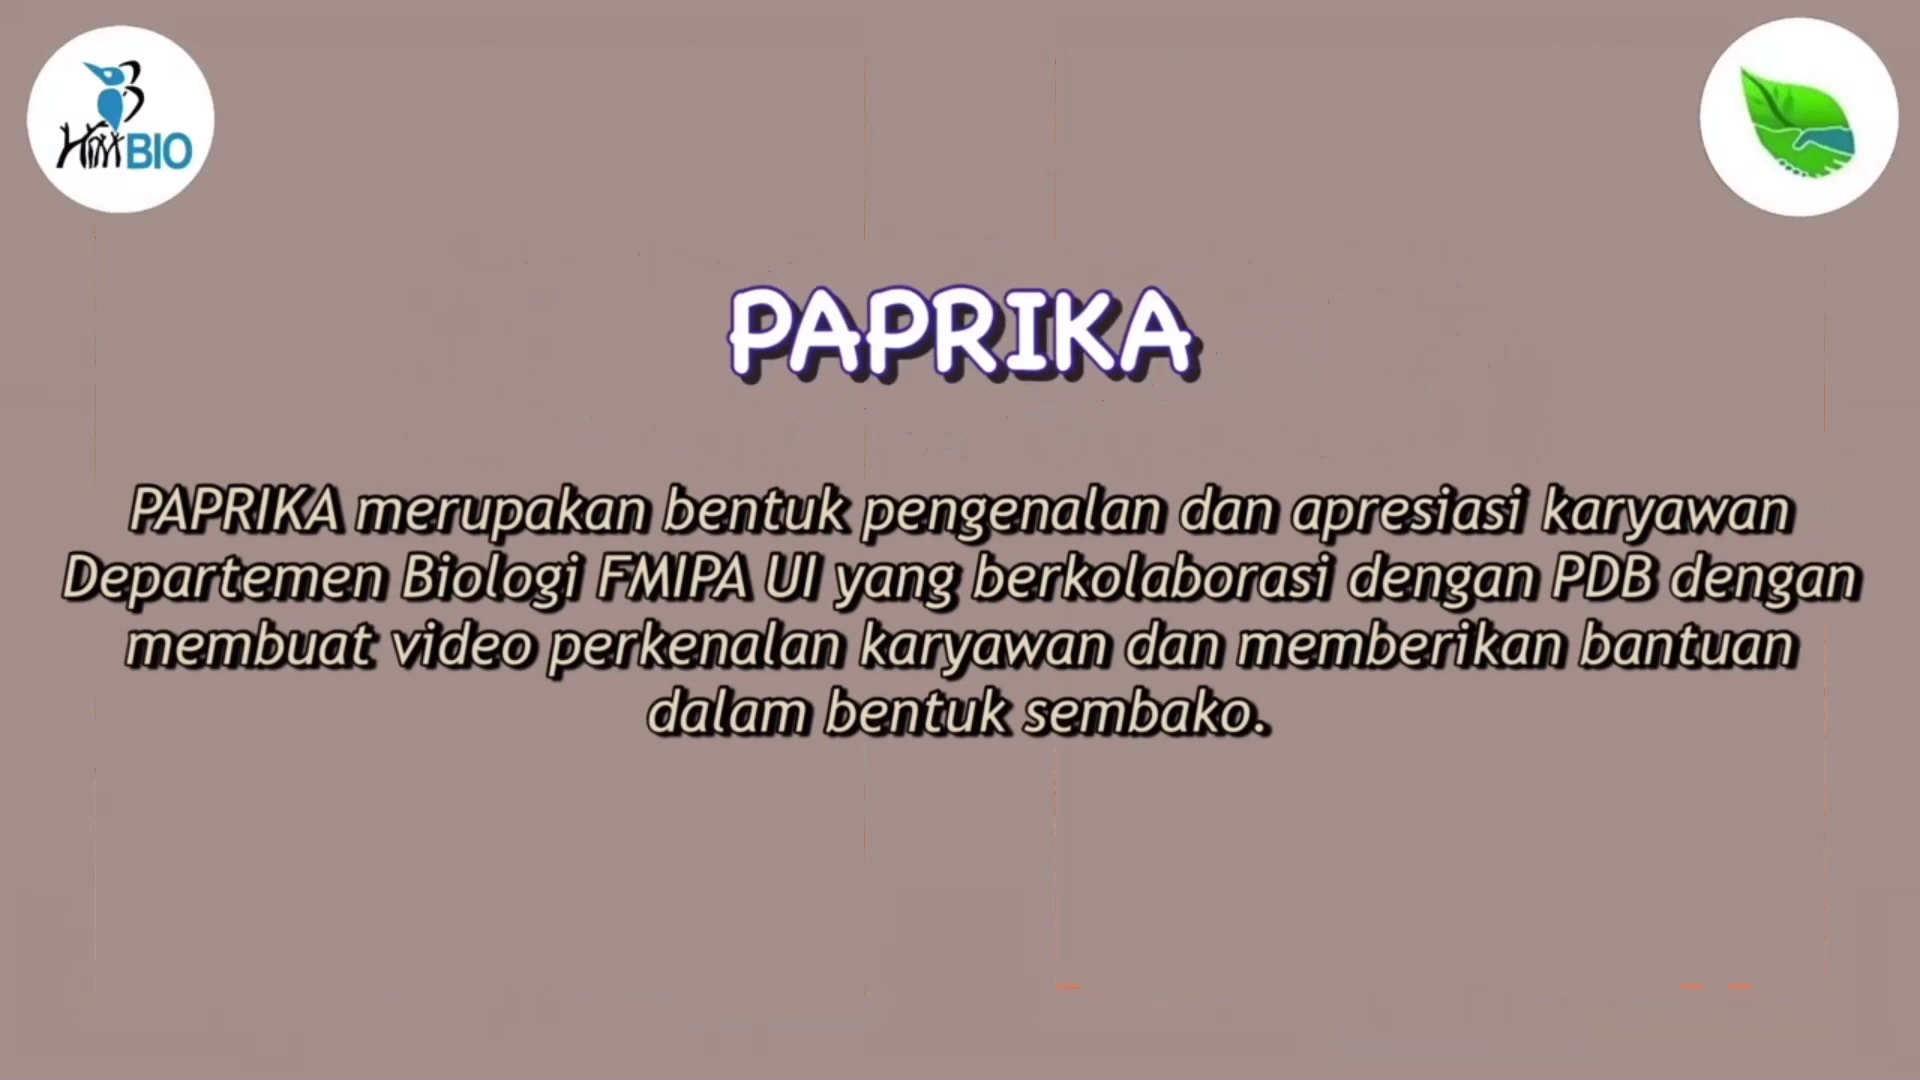 HIMBIO
PAPRIKA
PAPRIKA merupakan bentuk pengenalan dan apresiasi karyawan
Departemen Biologi FMIPA UI yang berkolaborasi dengan PDB dengan
membuat video perkenalan karyawan dan memberikan bantuan
dalam bentuk sembako.